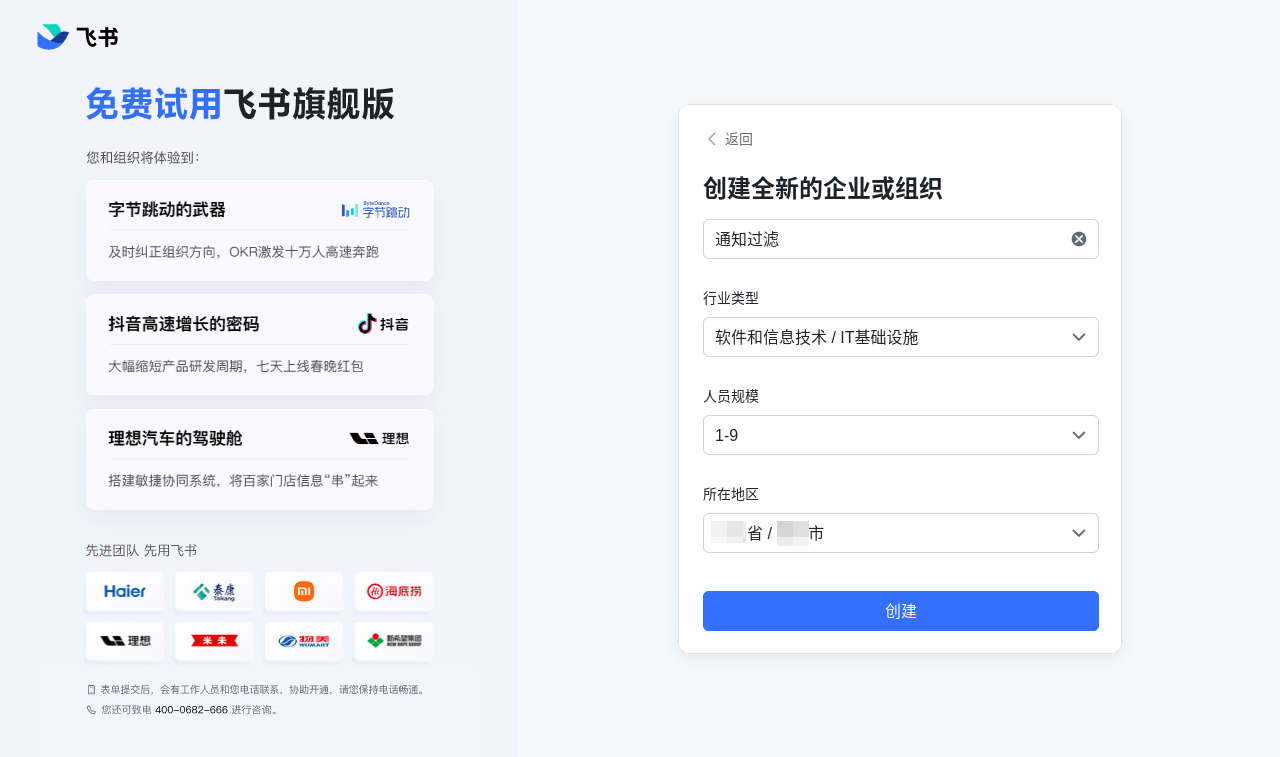 飞书
免费试用飞书旗舰版
您和组织将体验到：
字节跳动的武器
ByteDance
字节跳动
及时纠正组织方向，OKR激发十万人高速奔跑
抖音高速增长的密码
抖音
大幅缩短产品研发周期，七天上线春晚红包
理想汽车的驾驶舱
理想
搭建敏捷协同系统，将百家门店信息“串”起来
先进团队 先用飞书
Haier
泰康
Taikang
mi
海底捞
理想
米未
物美
WUMART
新希望集团
NEW HOPE GROUP
表单提交后，会有工作人员和您电话联系，协助开通，请您保持电话畅通。
您还可致电 400-0682-666 进行咨询。
返回
创建全新的企业或组织
通知过滤
行业类型
软件和信息技术 / IT基础设施
人员规模
1-9
所在地区
省 / 市
创建